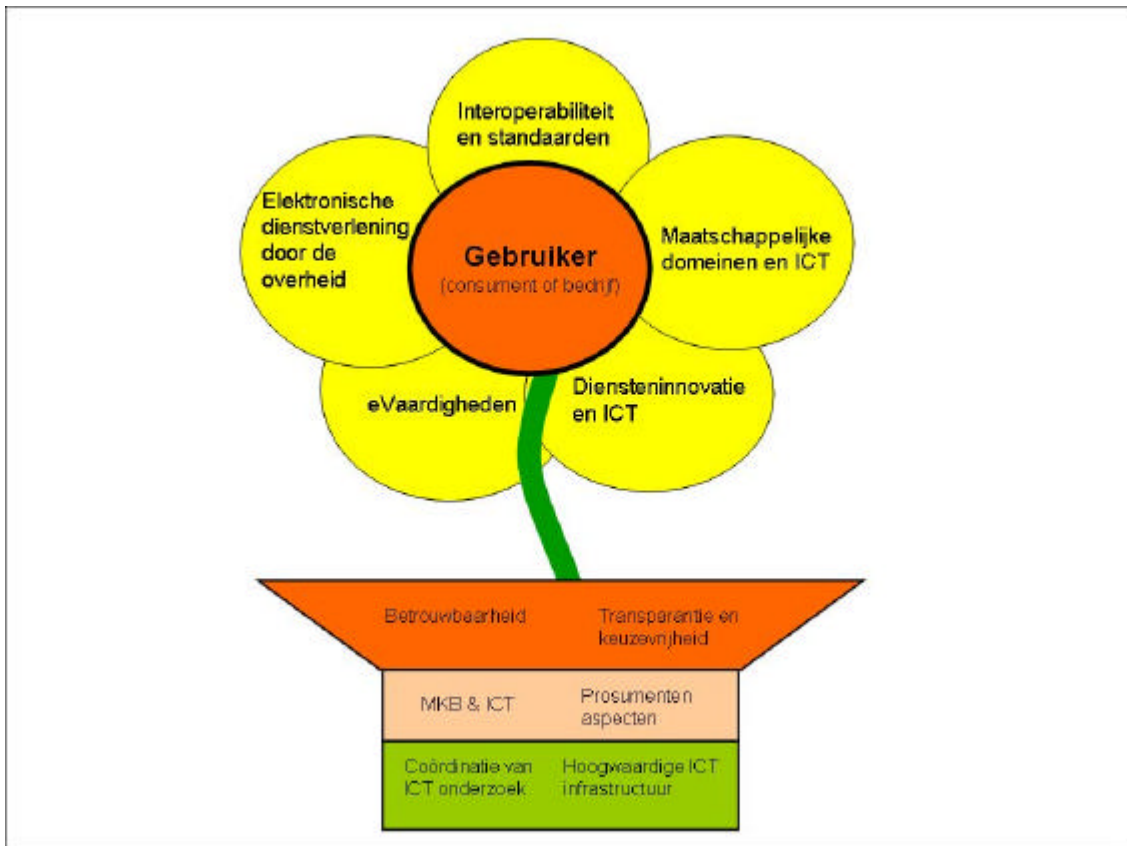 Interoperabiliteit
en standaarden
Elektronische
dienstverlening
door de
overheid
Gebruiker
(consument of bedrijf)
Maatschappelijke
domeinen en ICT
eVaardigheden
Diensteninnovatie
en ICT
Betrouwbaarheid
Transparantie en
keuzevrijheid
MKB & ICT
Prosumenten
aspecten
Coördinatie van
ICT onderzoek
Hoogwaardige ICT
infrastructuur